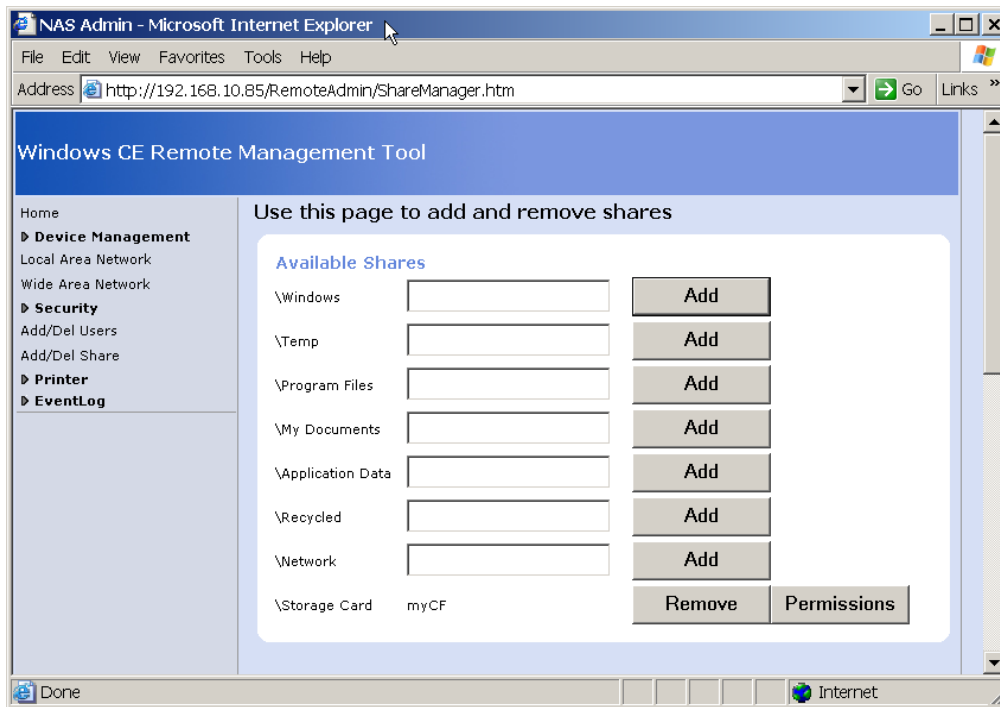 NAS Admin - Microsoft Internet Explorer
File Edit View Favorites Tools Help
Address http://192.168.10.85/RemoteAdmin/ShareManager.htm Go Links »
Windows CE Remote Management Tool
Home
Device Management
Local Area Network
Wide Area Network
Security
Add/Del Users
Add/Del Share
Printer
EventLog
Use this page to add and remove shares
Available Shares
\Windows Add
\Temp Add
\Program Files Add
\My Documents Add
\Application Data Add
\Recycled Add
\Network Add
\Storage Card myCF Remove Permissions
Done Internet